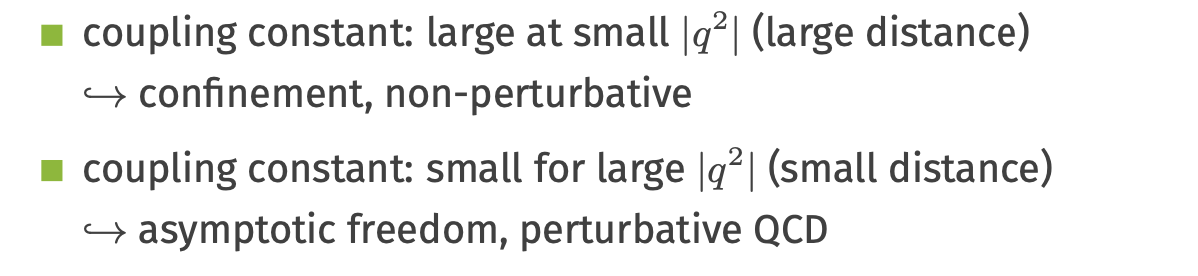 ■ coupling constant: large at small |q²| (large distance)
↪ confinement, non-perturbative
■ coupling constant: small for large |q²| (small distance)
↪ asymptotic freedom, perturbative QCD